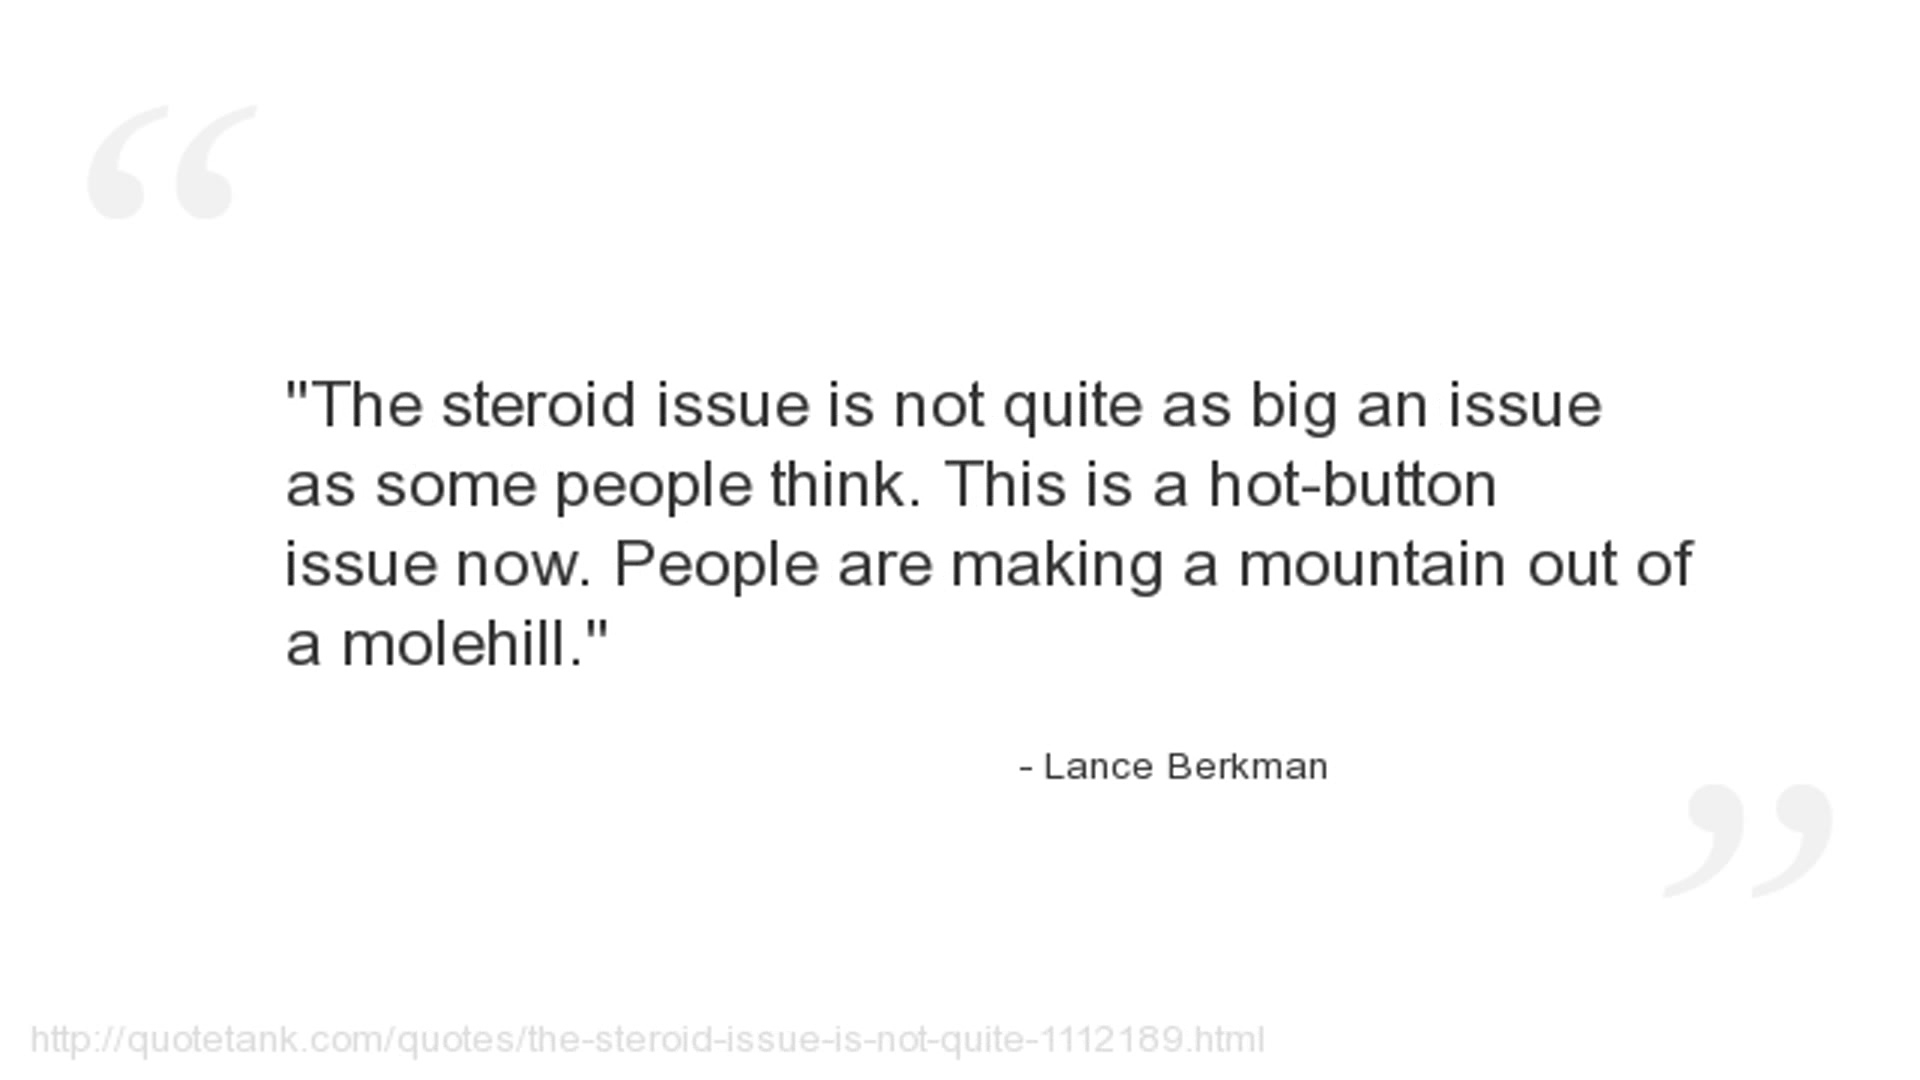 "The steroid issue is not quite as big an issue
as some people think. This is a hot-button
issue now. People are making a mountain out of
a molehill."
- Lance Berkman
http://quotetank.com/quotes/the-steroid-issue-is-not-quite-1112189.html